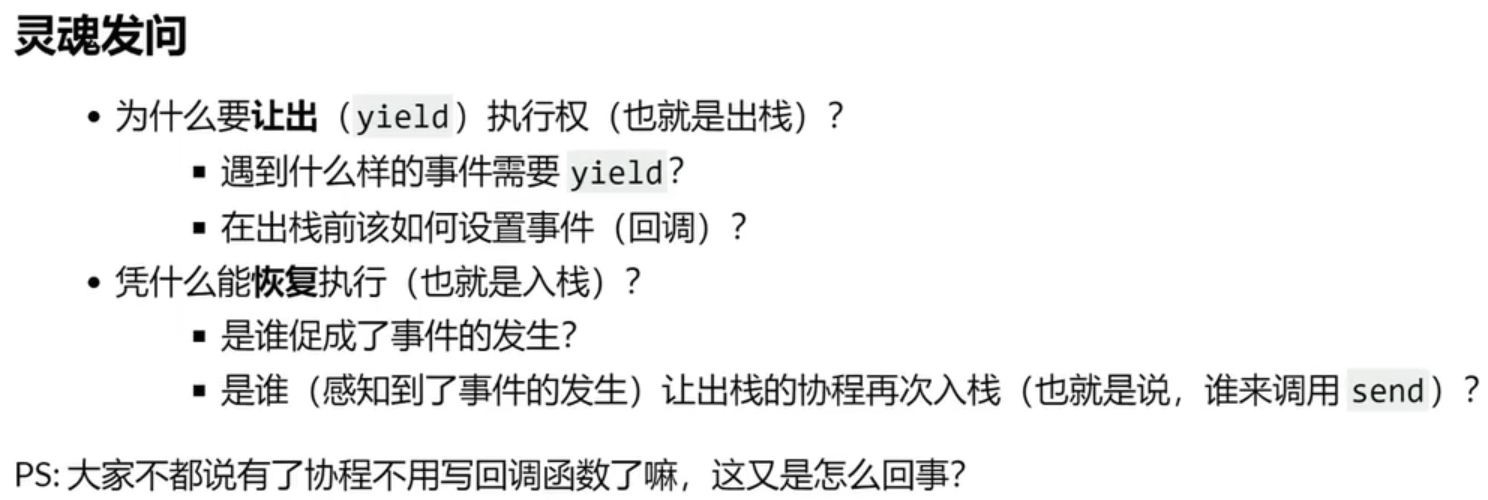 灵魂发问
• 为什么要让出（yield）执行权（也就是出栈）？
▪ 遇到什么样的事件需要 yield？
▪ 在出栈前该如何设置事件（回调）？
• 凭什么能恢复执行（也就是入栈）？
▪ 是谁促成了事件的发生？
▪ 是谁（感知到了事件的发生）让出栈的协程再次入栈（也就是说，谁来调用 send）？
PS: 大家不都说有了协程不用写回调函数了嘛，这又是怎么回事？